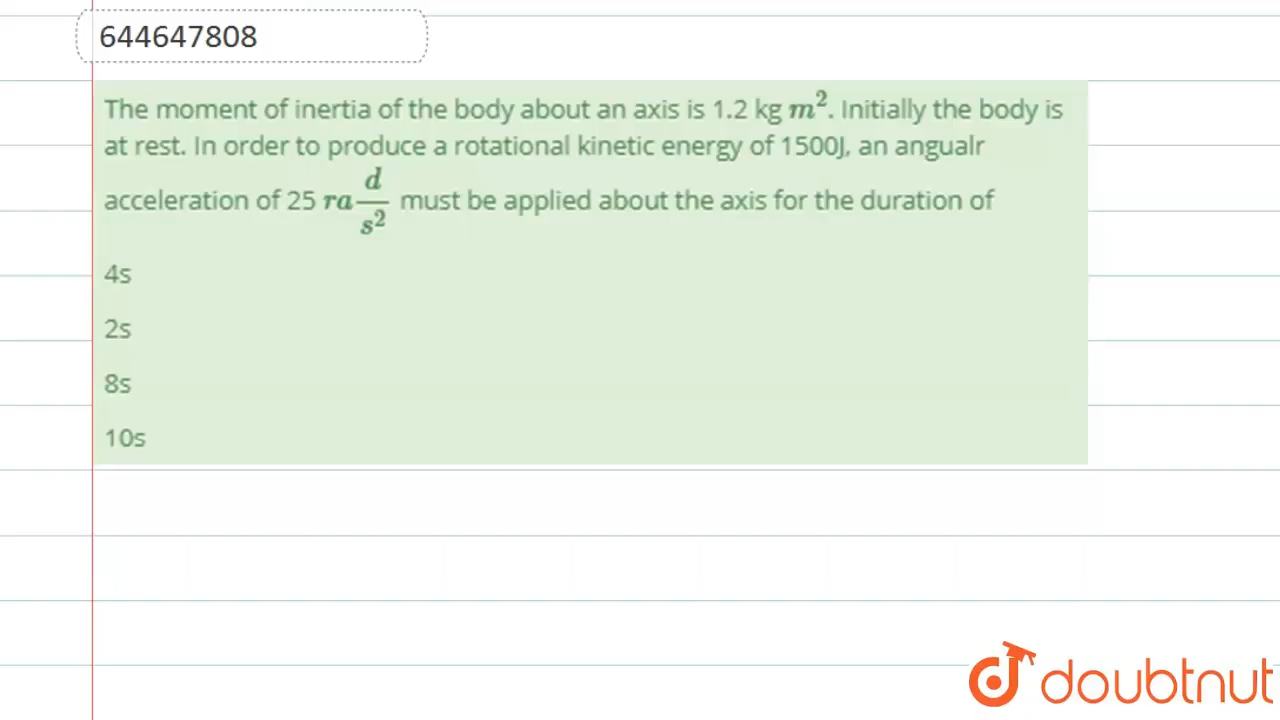 644647808
The moment of inertia of the body about an axis is 1.2 kg m². Initially the body is
at rest. In order to produce a rotational kinetic energy of 1500J, an angualr
acceleration of 25 ra d/s² must be applied about the axis for the duration of
4s
2s
8s
10s
doubtnut